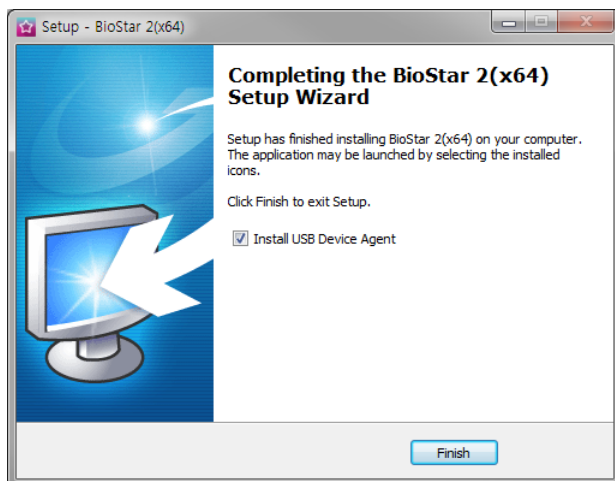 Setup - BioStar 2(x64)
Completing the BioStar 2(x64)
Setup Wizard
Setup has finished installing BioStar 2(x64) on your computer.
The application may be launched by selecting the installed
icons.
Click Finish to exit Setup.
Install USB Device Agent
Finish